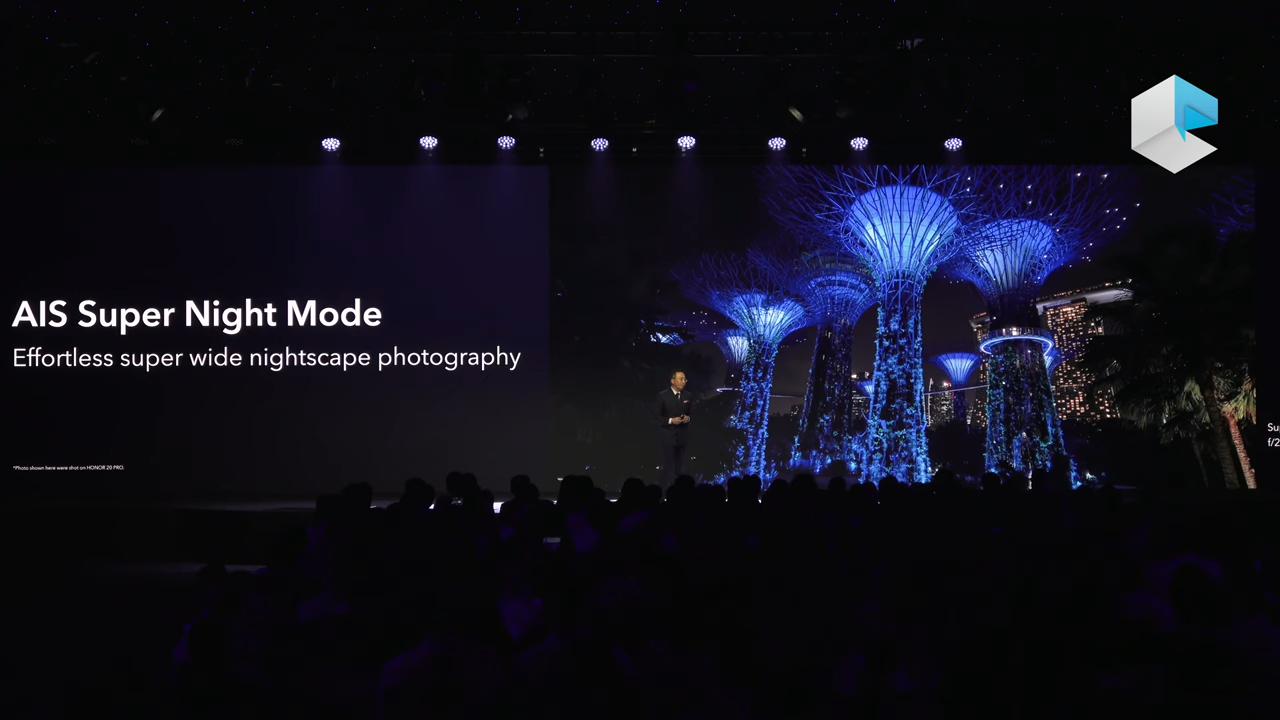 AIS Super Night Mode
Effortless super wide nightscape photography
*Photo shown here were shot on HONOR 20 PRO.